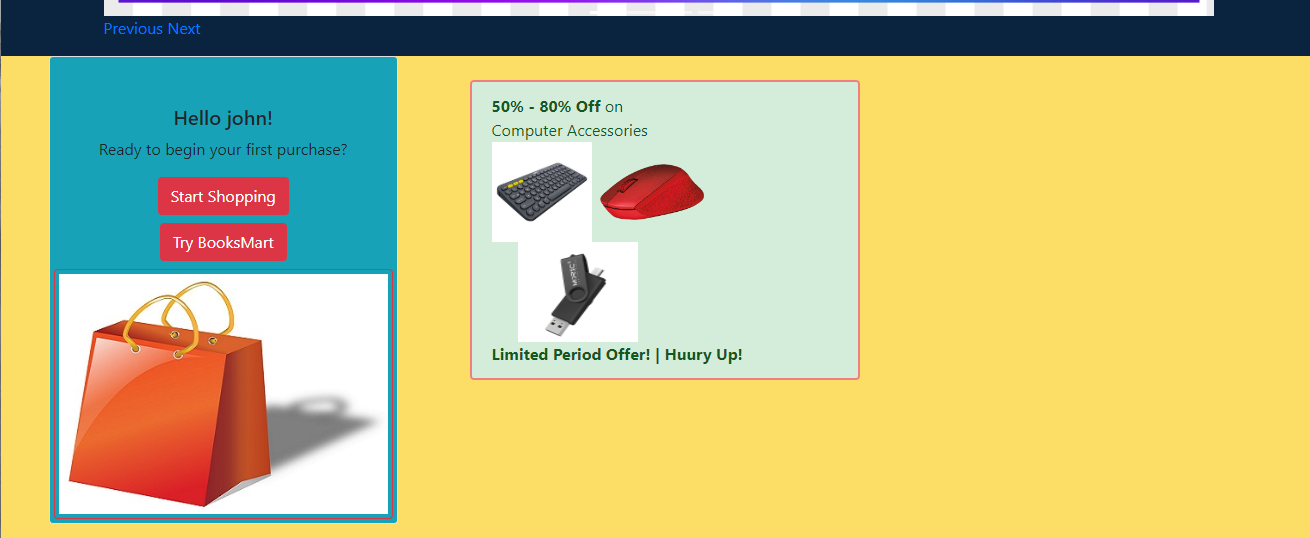 Previous Next
Hello john!
Ready to begin your first purchase?
Start Shopping
Try BooksMart
50% - 80% Off on
Computer Accessories
Limited Period Offer! | Huury Up!